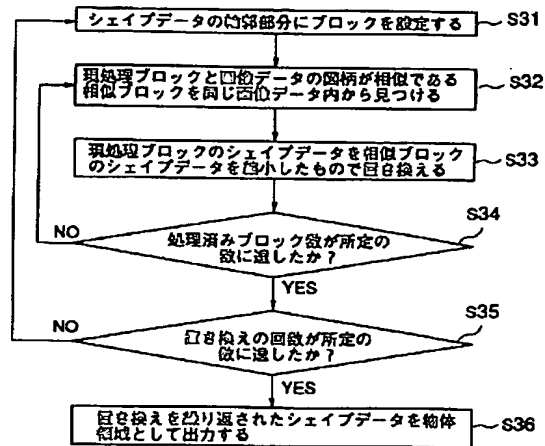 シェイプデータの輪郭部分にブロックを設定する
S31
現処理ブロックと画像データの図柄が相似である
相似ブロックを同じ画像データ内から見つける
S32
現処理ブロックのシェイプデータを相似ブロック
のシェイプデータを縮小したもので置き換える
S33
S34
処理済みブロック数が所定の
数に達したか？
NO
YES
S35
置き換えの回数が所定の
数に達したか？
NO
YES
置き換えを繰り返されたシェイプデータを物体
領域として出力する
S36